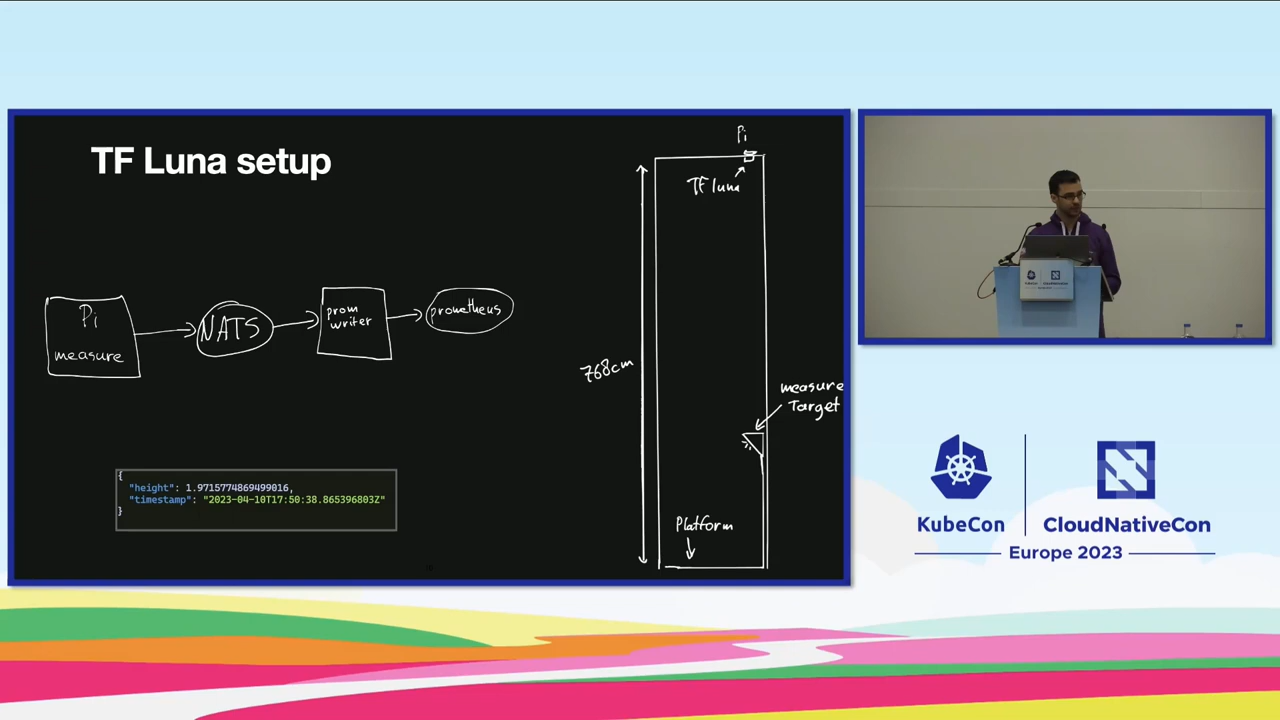 TF Luna setup
Pi
measure
NATS
prom
writer
prometheus
{
"height": 1.9715774869499016,
"timestamp": "2023-04-10T17:50:38.865396803Z"
}
Pi
TF luna
768cm
measure
Target
Platform
KubeCon
CloudNativeCon
Europe 2023